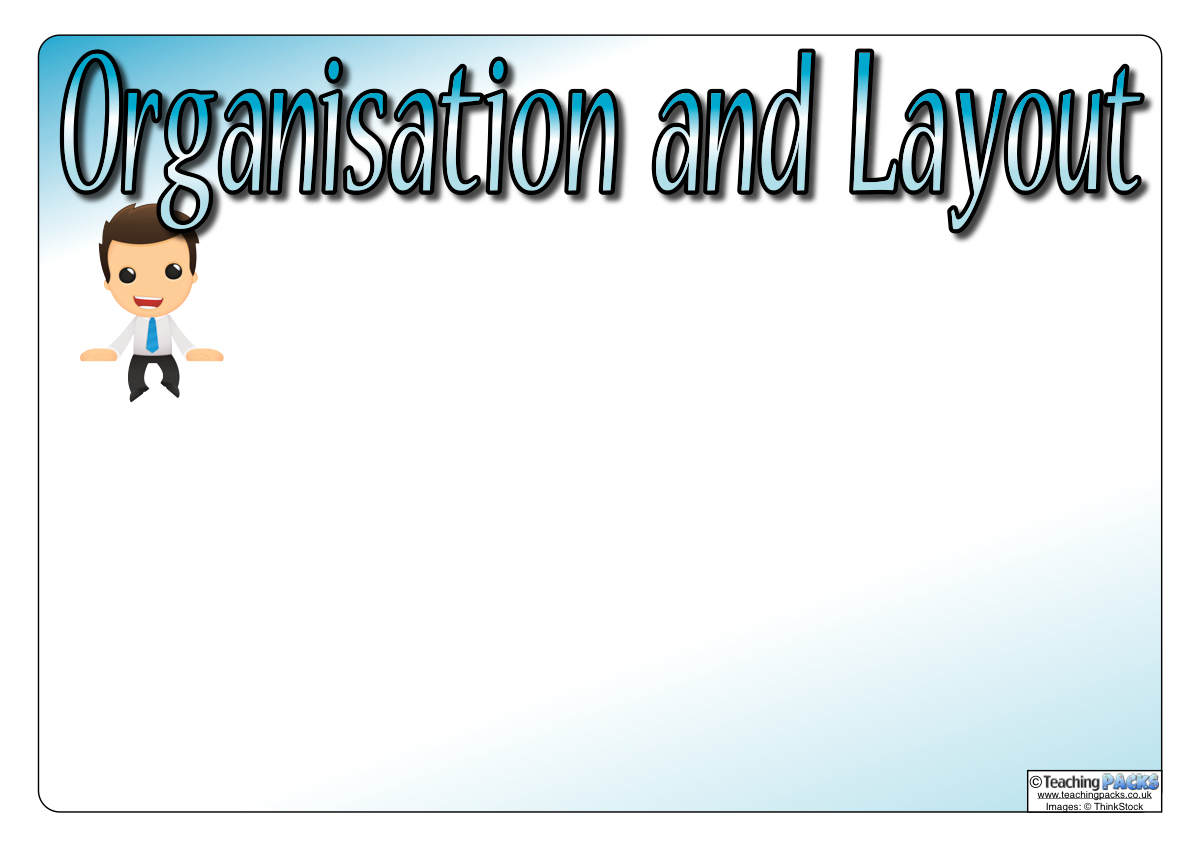 Organisation and Layout
© Teaching PACKS
www.teachingpacks.co.uk
Images: © ThinkStock